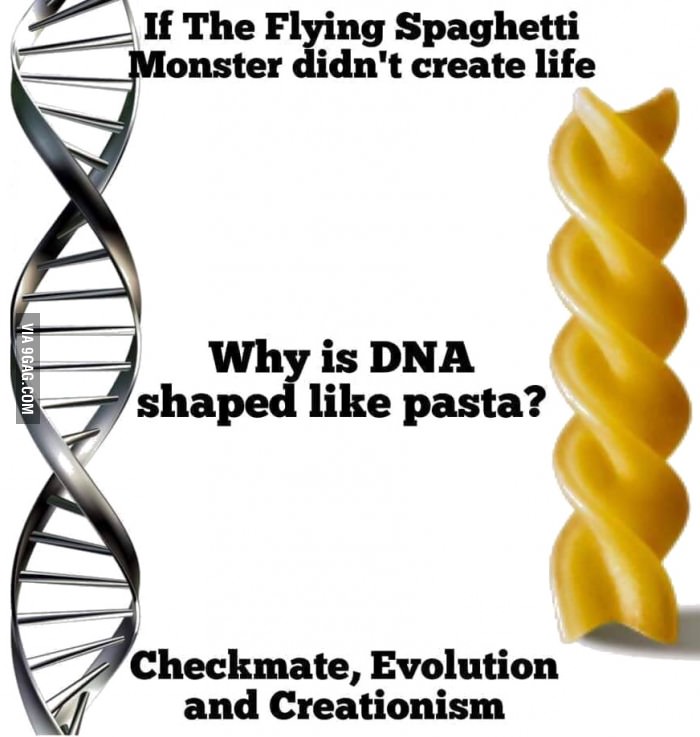 If The Flying Spaghetti
Monster didn't create life
Why is DNA
shaped like pasta?
VIA 9GAG.COM
Checkmate, Evolution
and Creationism